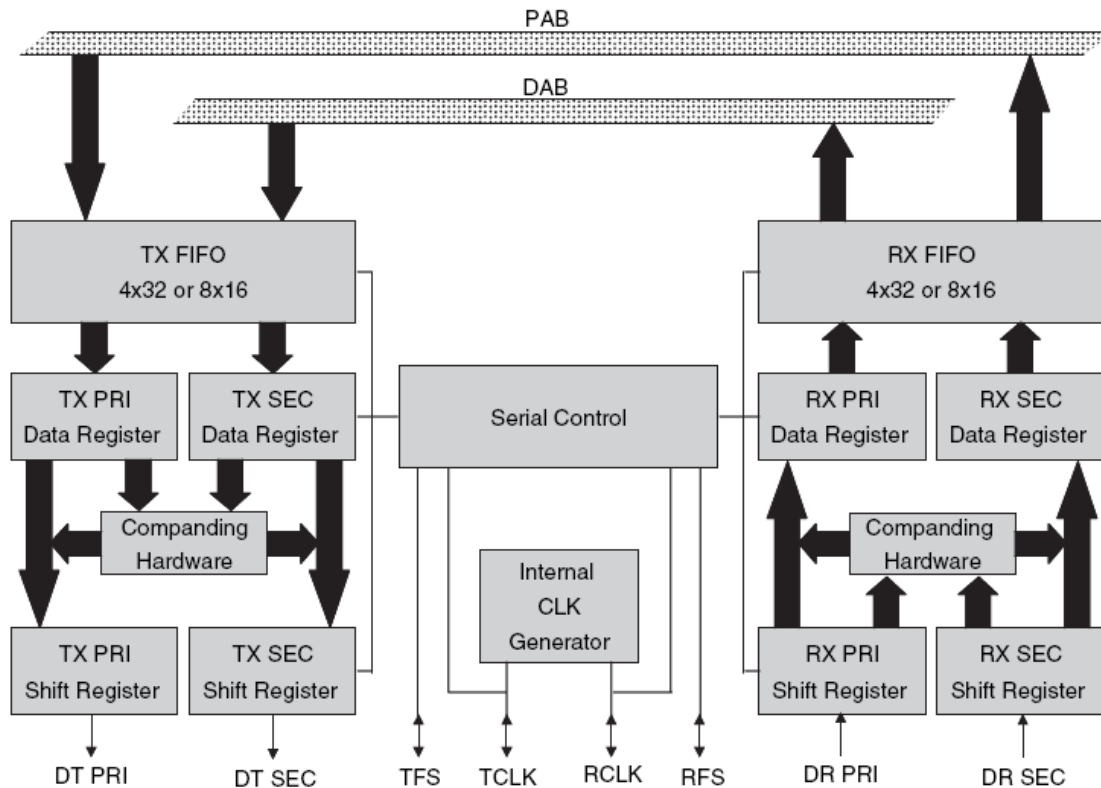 PAB
DAB
TX FIFO
4x32 or 8x16
RX FIFO
4x32 or 8x16
TX PRI
Data Register
TX SEC
Data Register
Serial Control
RX PRI
Data Register
RX SEC
Data Register
Companding
Hardware
Companding
Hardware
Internal
CLK
Generator
TX PRI
Shift Register
TX SEC
Shift Register
RX PRI
Shift Register
RX SEC
Shift Register
DT PRI
DT SEC
TFS
TCLK
RCLK
RFS
DR PRI
DR SEC